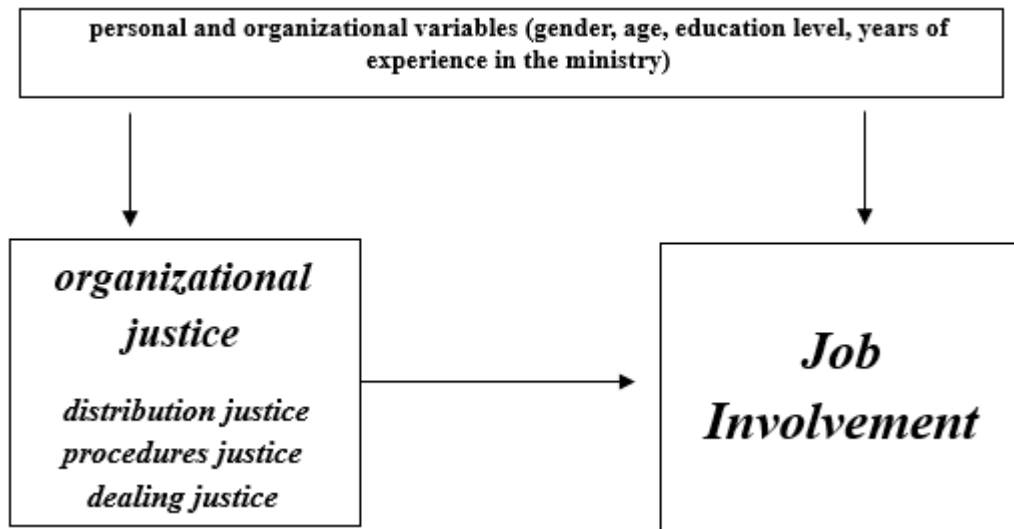 personal and organizational variables (gender, age, education level, years of
experience in the ministry)
organizational
justice
distribution justice
procedures justice
dealing justice
Job
Involvement